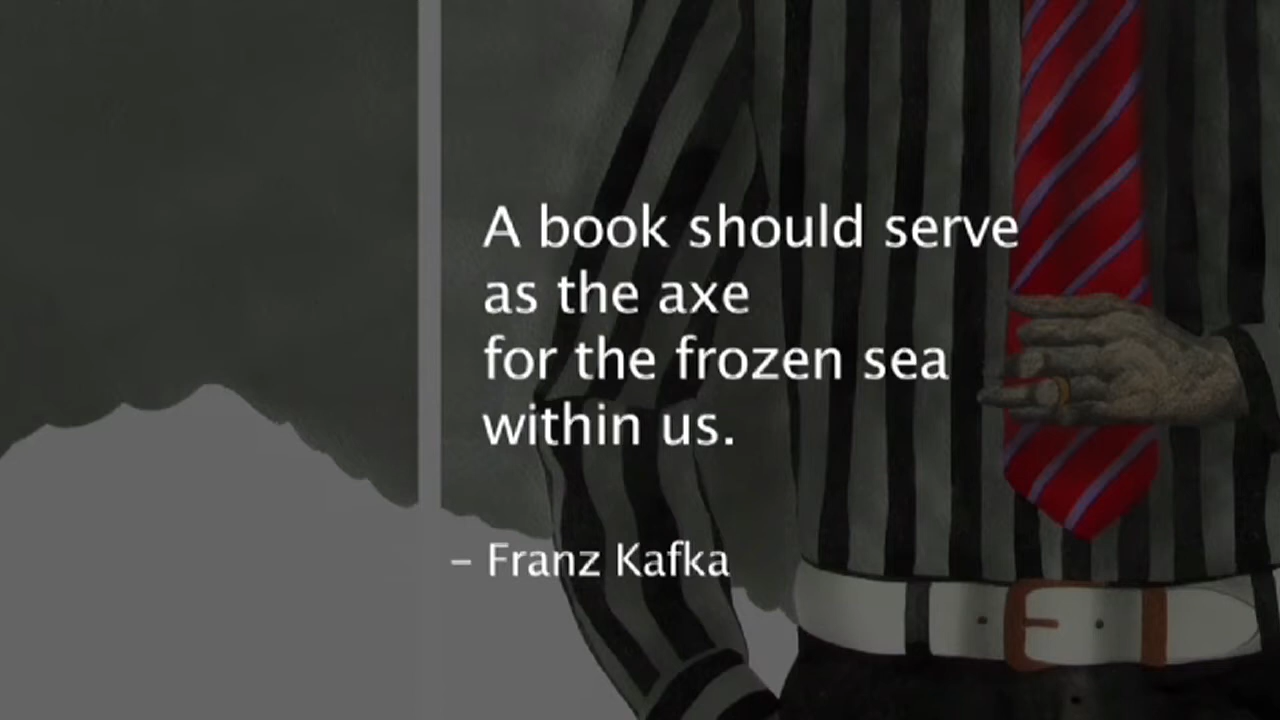 A book should serve
as the axe
for the frozen sea
within us.
– Franz Kafka